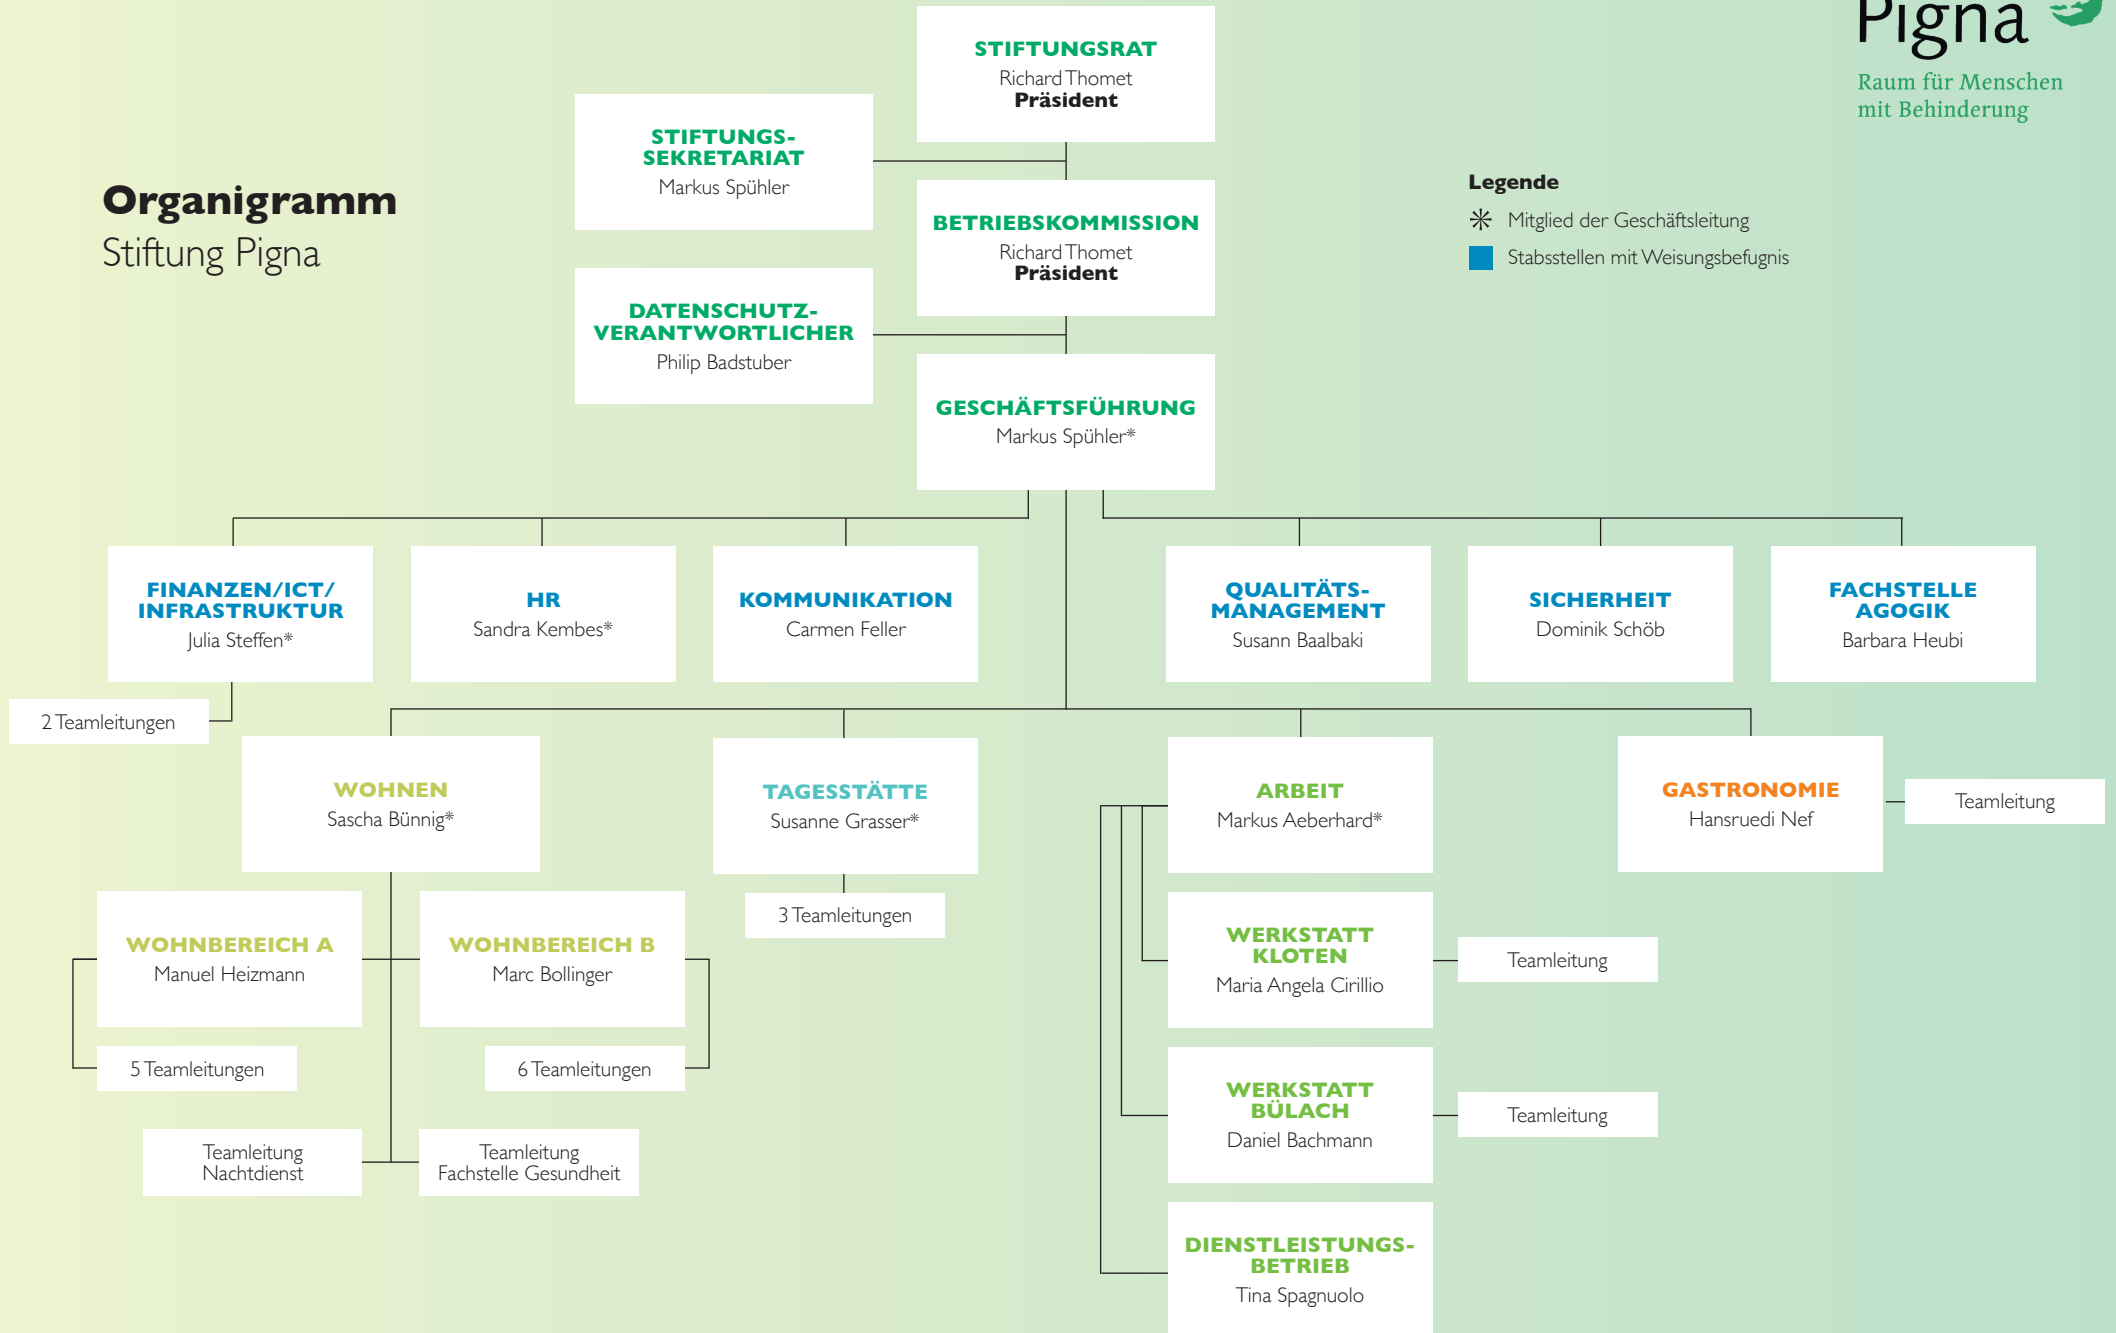 Pigna
Raum für Menschen
mit Behinderung
Organigramm
Stiftung Pigna
Legende
✳ Mitglied der Geschäftsleitung
Stabsstellen mit Weisungsbefugnis
STIFTUNGSRAT
Richard Thomet
Präsident
STIFTUNGS-
SEKRETARIAT
Markus Spühler
BETRIEBSKOMMISSION
Richard Thomet
Präsident
DATENSCHUTZ-
VERANTWORTLICHER
Philip Badstuber
GESCHÄFTSFÜHRUNG
Markus Spühler*
FINANZEN/ICT/
INFRASTRUKTUR
Julia Steffen*
2 Teamleitungen
HR
Sandra Kembes*
KOMMUNIKATION
Carmen Feller
QUALITÄTS-
MANAGEMENT
Susann Baalbaki
SICHERHEIT
Dominik Schöb
FACHSTELLE
AGOGIK
Barbara Heubi
WOHNEN
Sascha Bünnig*
WOHNBEREICH A
Manuel Heizmann
5 Teamleitungen
WOHNBEREICH B
Marc Bollinger
6 Teamleitungen
Teamleitung
Nachtdienst
Teamleitung
Fachstelle Gesundheit
TAGESSTÄTTE
Susanne Grasser*
3 Teamleitungen
ARBEIT
Markus Aeberhard*
WERKSTATT
KLOTEN
Maria Angela Cirillio
Teamleitung
WERKSTATT
BÜLACH
Daniel Bachmann
Teamleitung
DIENSTLEISTUNGS-
BETRIEB
Tina Spagnuolo
GASTRONOMIE
Hansruedi Nef
Teamleitung